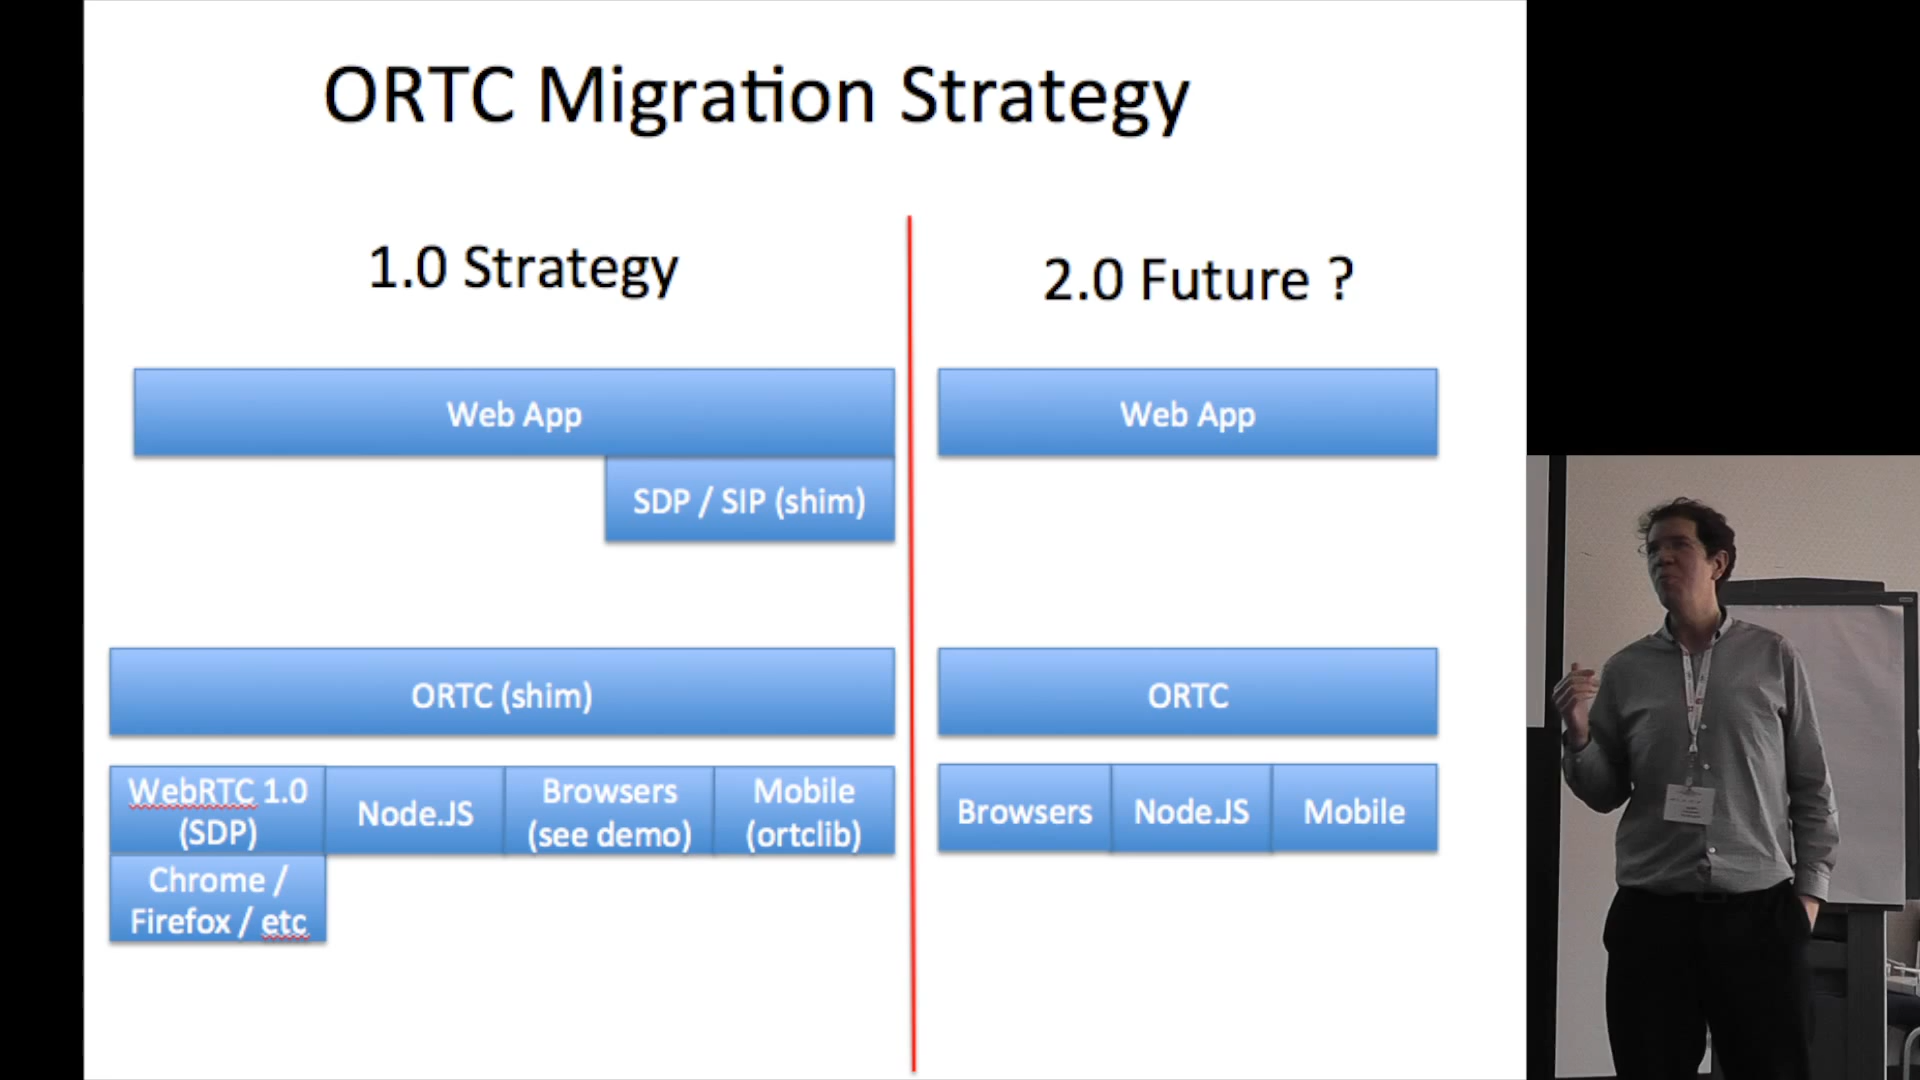 ORTC Migration Strategy
1.0 Strategy
Web App
SDP / SIP (shim)
ORTC (shim)
WebRTC 1.0
(SDP)
Node.JS
Browsers
(see demo)
Mobile
(ortclib)
Chrome /
Firefox / etc
2.0 Future ?
Web App
ORTC
Browsers
Node.JS
Mobile